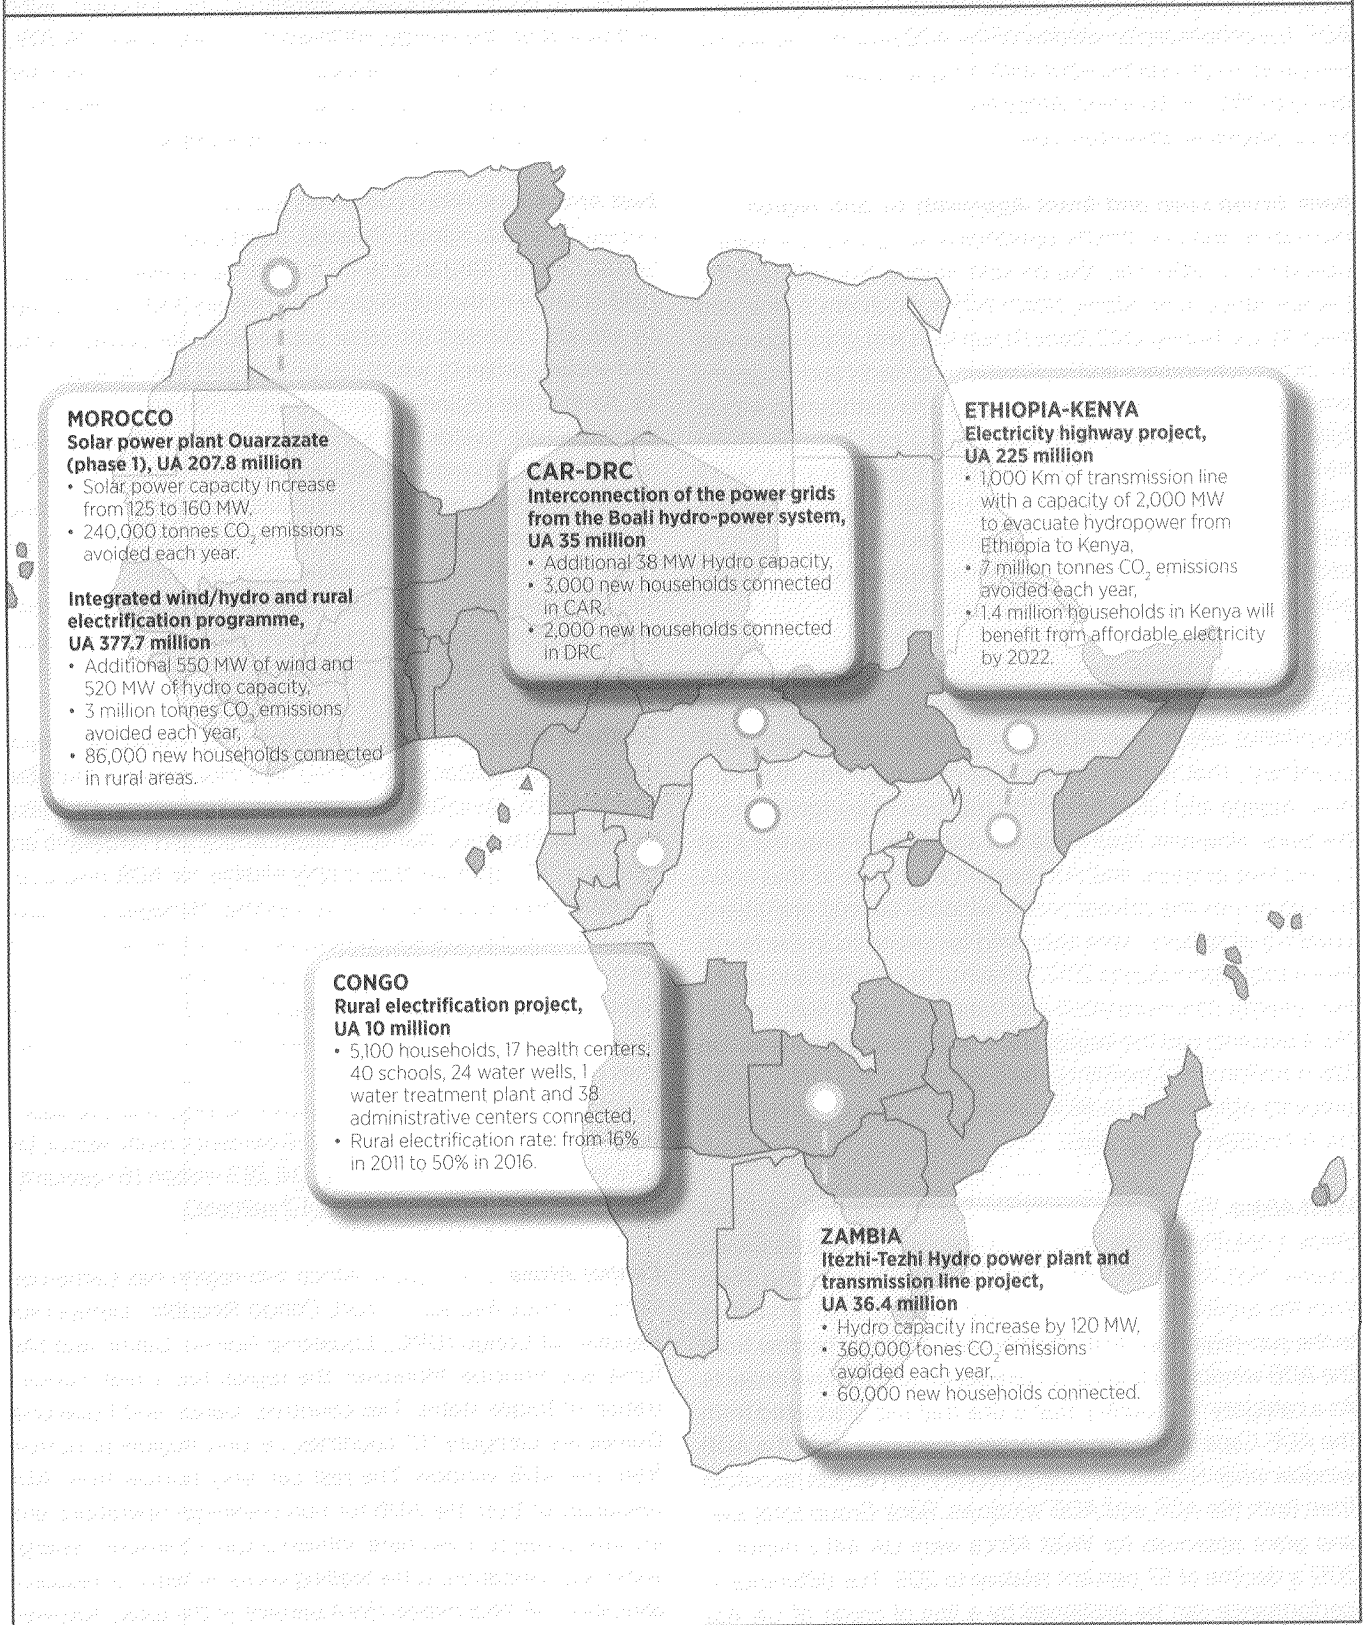 MOROCCO
Solar power plant Ouarzazate
(phase 1), UA 207.8 million
• Solar power capacity increase
from 125 to 160 MW,
• 240,000 tonnes CO₂ emissions
avoided each year.
Integrated wind/hydro and rural
electrification programme,
UA 377.7 million
• Additional 550 MW of wind and
520 MW of hydro capacity,
• 3 million tonnes CO₂ emissions
avoided each year,
• 86,000 new households connected
in rural areas.
CAR-DRC
Interconnection of the power grids
from the Boali hydro-power system,
UA 35 million
• Additional 38 MW Hydro capacity,
• 3,000 new households connected
in CAR,
• 2,000 new households connected
in DRC.
ETHIOPIA-KENYA
Electricity highway project,
UA 225 million
• 1,000 Km of transmission line
with a capacity of 2,000 MW
to evacuate hydropower from
Ethiopia to Kenya,
• 7 million tonnes CO₂ emissions
avoided each year,
• 1.4 million households in Kenya will
benefit from affordable electricity
by 2022.
CONGO
Rural electrification project,
UA 10 million
• 5,100 households, 17 health centers,
40 schools, 24 water wells, 1
water treatment plant and 38
administrative centers connected,
• Rural electrification rate: from 16%
in 2011 to 50% in 2016.
ZAMBIA
Itezhi-Tezhi Hydro power plant and
transmission line project,
UA 36.4 million
• Hydro capacity increase by 120 MW,
• 360,000 tones CO₂ emissions
avoided each year,
• 60,000 new households connected.